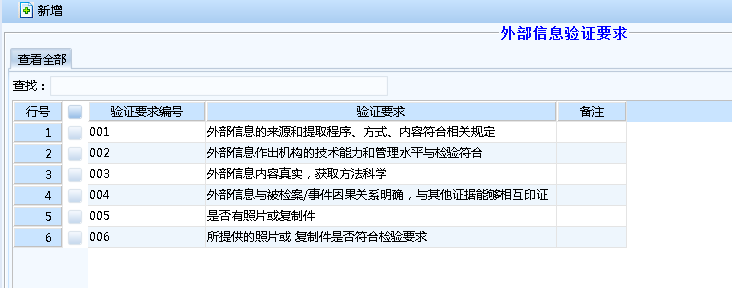 新增
外部信息验证要求
查看全部
查找：
行号 验证要求编号 验证要求 备注
1 001 外部信息的来源和提取程序、方式、内容符合相关规定
2 002 外部信息作出机构的技术能力和管理水平与检验符合
3 003 外部信息内容真实，获取方法科学
4 004 外部信息与被检案/事件因果关系明确，与其他证据能够相互印证
5 005 是否有照片或复制件
6 006 所提供的照片或 复制件是否符合检验要求